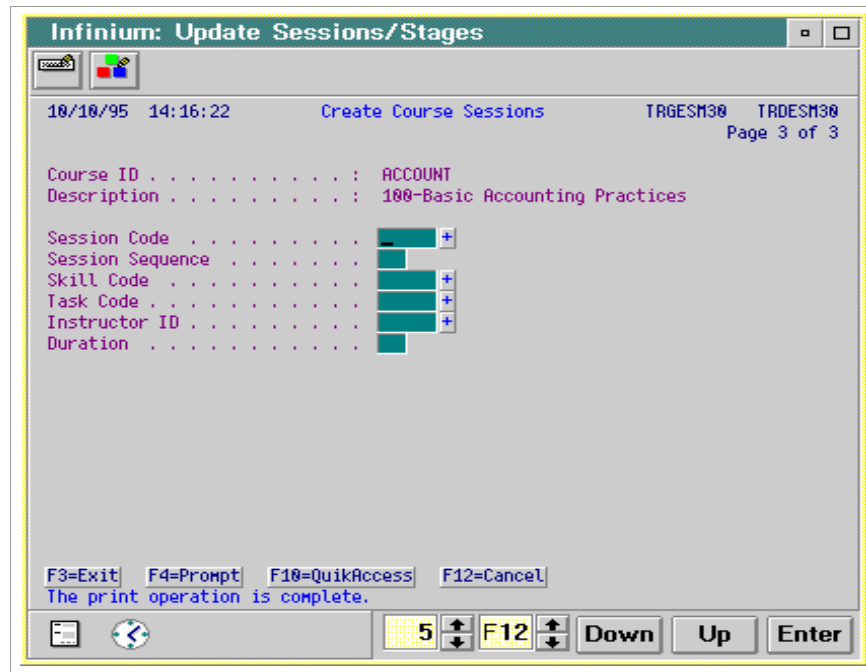 Infinium: Update Sessions/Stages
10/10/95 14:16:22 Create Course Sessions TRGESM30 TRDESM30
Page 3 of 3
Course ID . . . . . . . . . . : ACCOUNT
Description . . . . . . . . . : 100-Basic Accounting Practices
Session Code . . . . . . . . . _ +
Session Sequence . . . . . . .
Skill Code . . . . . . . . . . +
Task Code . . . . . . . . . . . +
Instructor ID . . . . . . . . . +
Duration . . . . . . . . . . .
F3=Exit F4=Prompt F10=QuikAccess F12=Cancel
The print operation is complete.
5 F12 Down Up Enter